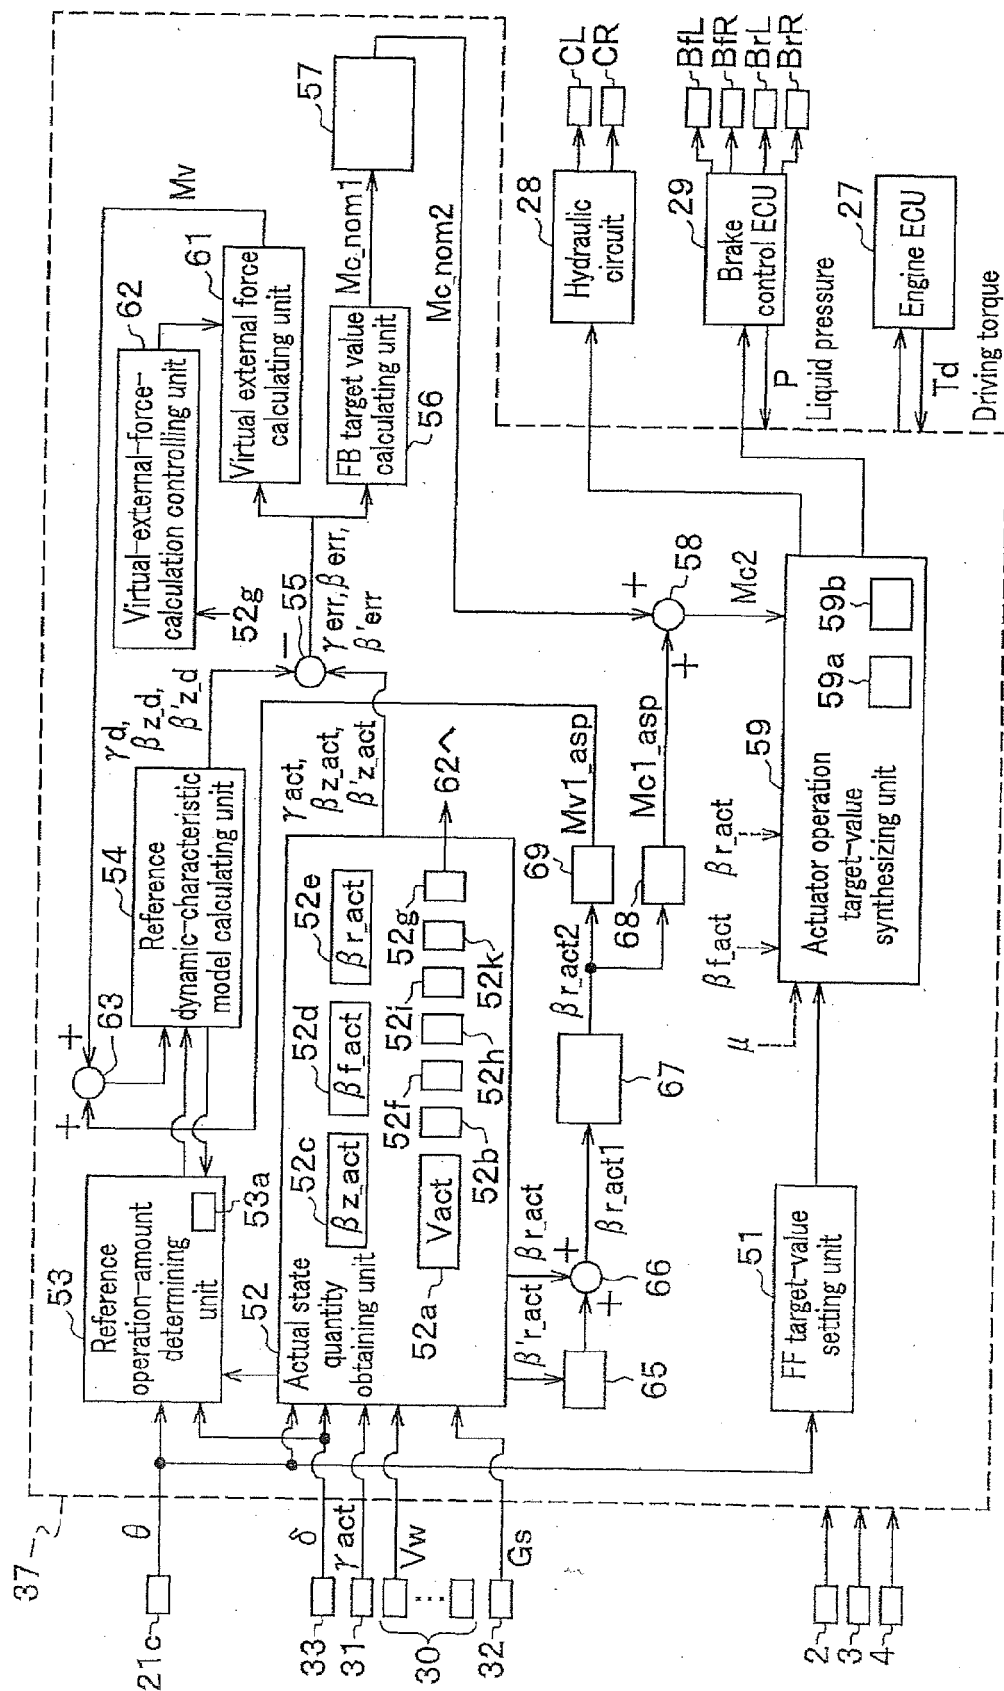 37
θ
21c
δ
33
γact
31
Vw
30
Gs
32
2
3
4
53
Reference
operation-amount
determining
unit
53a
+
+
63
54
Reference
dynamic-characteristic
model calculating unit
γd,
βz_d,
β'z_d
Virtual-external-force-
calculation controlling unit
62
52g
Mv
61
Virtual external force
calculating unit
−
55
γerr, βerr,
β'err
FB target value
calculating unit
56
Mc_nom1
57
Mc_nom2
52
Actual state
quantity
obtaining unit
52c
βz_act
52d
βf_act
52e
βr_act
52a
Vact
52b
52f
52h
52i
52k
52g
62へ
γact,
βz_act,
β'z_act
β'r_act
βr_act
65
+
+
66
βr_act1
67
βr_act2
69
68
Mv1_asp
Mc1_asp
+
+
58
Mc2
51
FF target-value
setting unit
μ
βf_act
βr_act
59
Actuator operation
target-value
synthesizing unit
59a
59b
28
Hydraulic
circuit
CL
CR
29
Brake
control ECU
BfL
BfR
BrL
BrR
P
Liquid pressure
27
Engine ECU
Td
Driving torque